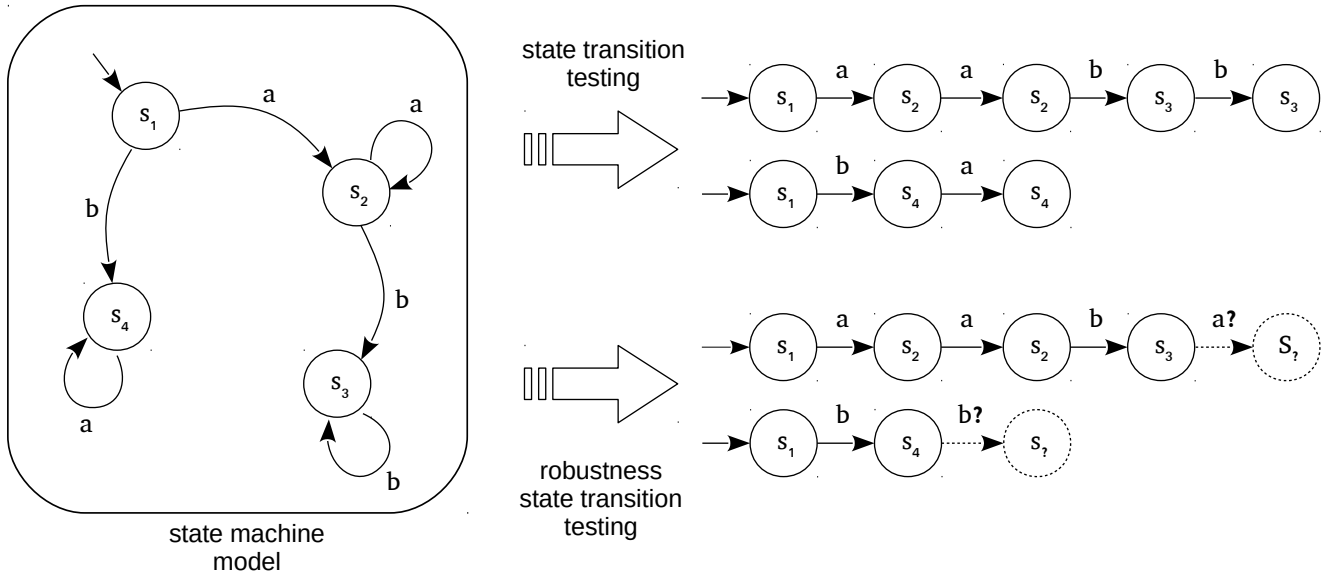 s₁
a
a
s₂
b
b
s₄
a
s₃
b
state machine
model
state transition
testing
a a b b
s₁ s₂ s₂ s₃ s₃
b a
s₁ s₄ s₄
robustness
state transition
testing
a a b a?
s₁ s₂ s₂ s₃ S?
b b?
s₁ s₄ s?